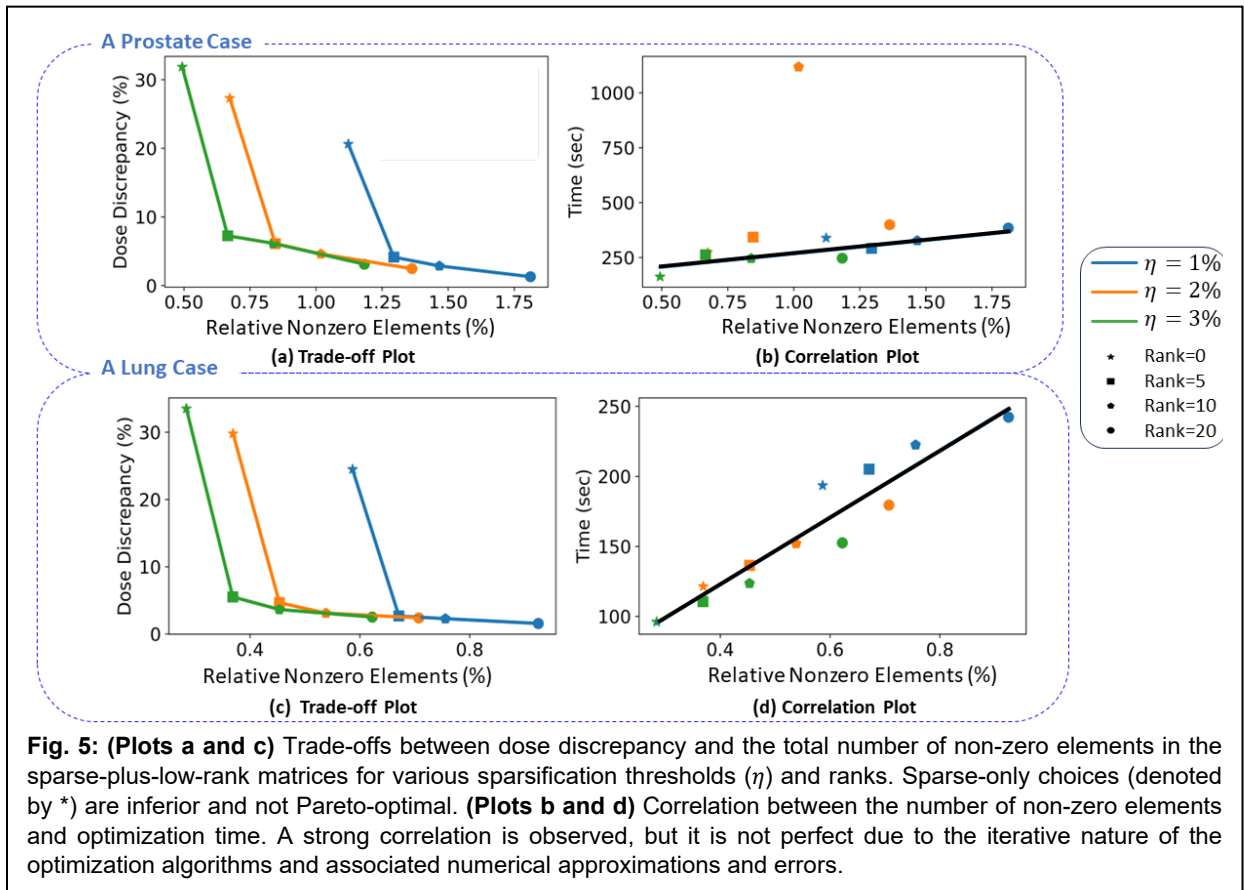 A Prostate Case
30
20
10
0
Dose Discrepancy (%)
0.50 0.75 1.00 1.25 1.50 1.75
Relative Nonzero Elements (%)
(a) Trade-off Plot
1000
750
500
250
Time (sec)
0.50 0.75 1.00 1.25 1.50 1.75
Relative Nonzero Elements (%)
(b) Correlation Plot
η = 1%
η = 2%
η = 3%
Rank=0
Rank=5
Rank=10
Rank=20
A Lung Case
30
20
10
0
Dose Discrepancy (%)
0.4 0.6 0.8
Relative Nonzero Elements (%)
(c) Trade-off Plot
250
200
150
100
Time (sec)
0.4 0.6 0.8
Relative Nonzero Elements (%)
(d) Correlation Plot
Fig. 5: (Plots a and c) Trade-offs between dose discrepancy and the total number of non-zero elements in the
sparse-plus-low-rank matrices for various sparsification thresholds (η) and ranks. Sparse-only choices (denoted
by *) are inferior and not Pareto-optimal. (Plots b and d) Correlation between the number of non-zero elements
and optimization time. A strong correlation is observed, but it is not perfect due to the iterative nature of the
optimization algorithms and associated numerical approximations and errors.